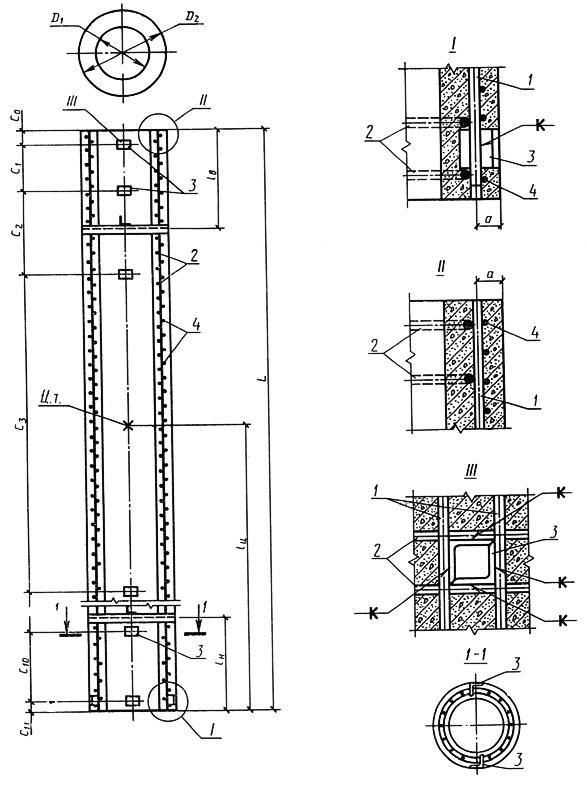 D₁
D₂
I
III
II
1
C₀
K
2
3
C₁
3
lв
4
C₂
a
2
II
a
4
4
L
2
Ц.т.
1
C₃
III
K
1
lц
3
2
K
1
1
K
K
lн
1-1
3
C₁₀
3
3
C₁₁
I